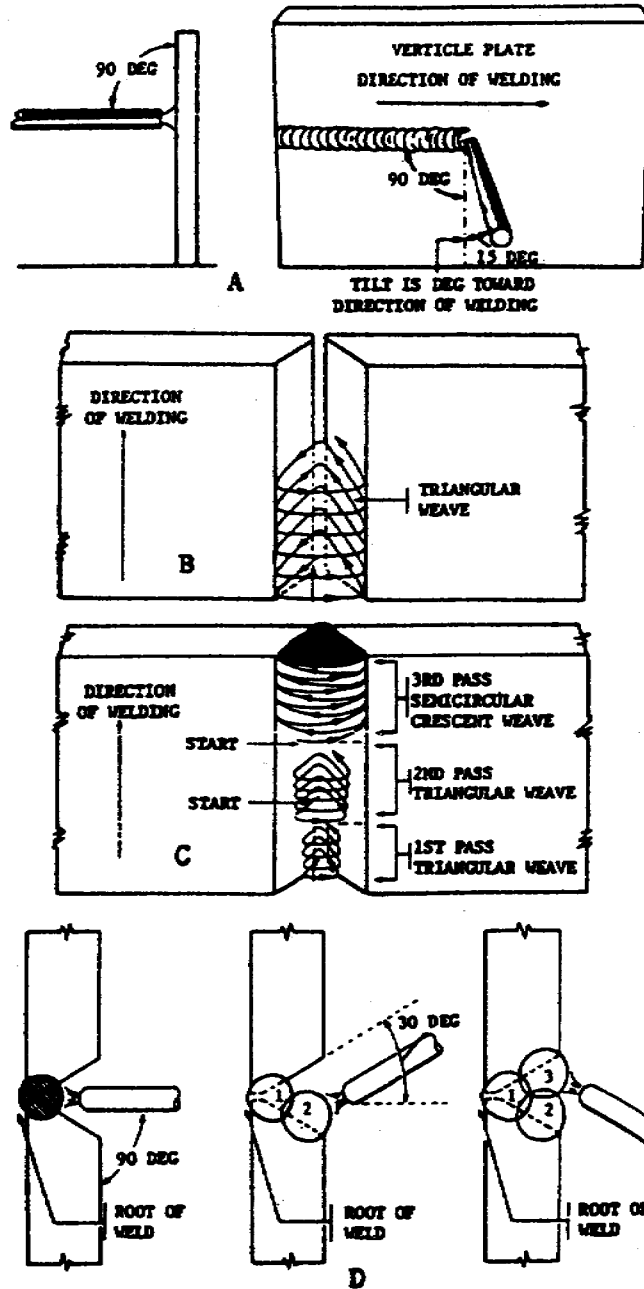 90 DEG
VERTICLE PLATE
DIRECTION OF WELDING
90 DEG
15 DEG
TILT IS DEG TOWARD
DIRECTION OF WELDING
A
DIRECTION
OF WELDING
TRIANGULAR
WEAVE
B
DIRECTION
OF WELDING
3RD PASS
SEMICIRCULAR
CRESCENT WEAVE
START
2ND PASS
TRIANGULAR WEAVE
START
1ST PASS
TRIANGULAR WEAVE
C
90 DEG
ROOT OF
WELD
30 DEG
1
2
ROOT OF
WELD
3
1
2
ROOT OF
WELD
D